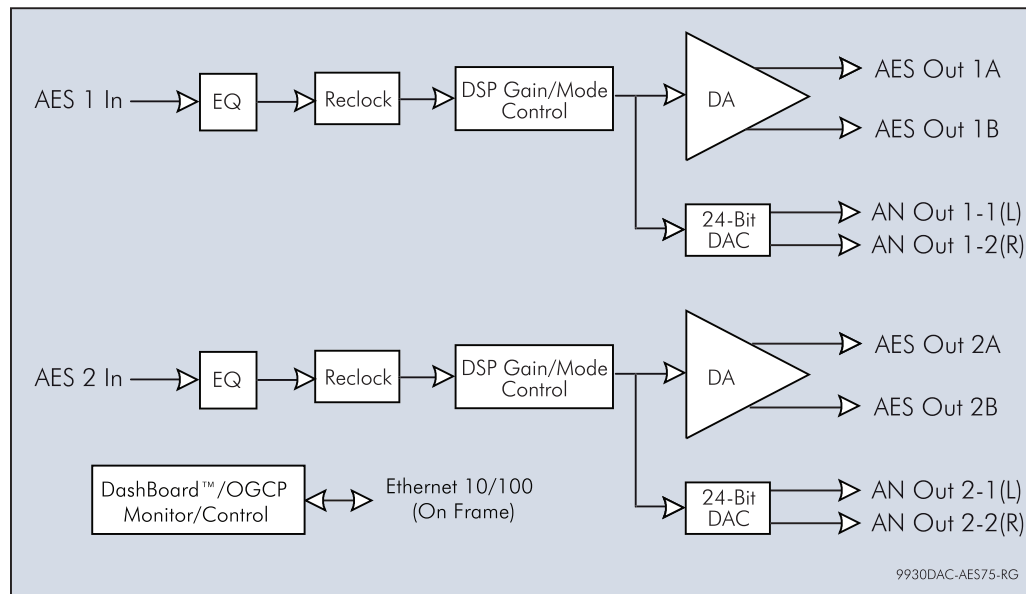 AES 1 In
EQ
Reclock
DSP Gain/Mode
Control
DA
AES Out 1A
AES Out 1B
24-Bit
DAC
AN Out 1-1(L)
AN Out 1-2(R)
AES 2 In
EQ
Reclock
DSP Gain/Mode
Control
DA
AES Out 2A
AES Out 2B
24-Bit
DAC
AN Out 2-1(L)
AN Out 2-2(R)
DashBoard™/OGCP
Monitor/Control
Ethernet 10/100
(On Frame)
9930DAC-AES75-RG